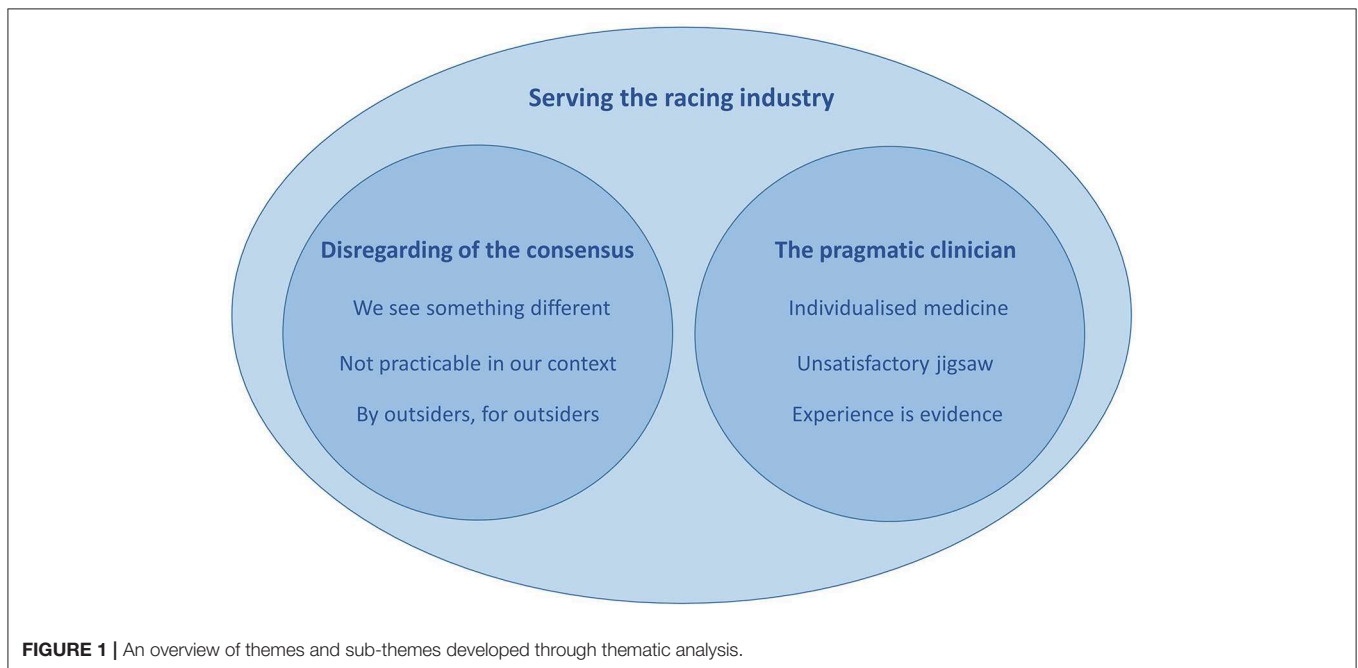 Serving the racing industry
Disregarding of the consensus
We see something different
Not practicable in our context
By outsiders, for outsiders
The pragmatic clinician
Individualised medicine
Unsatisfactory jigsaw
Experience is evidence
FIGURE 1 | An overview of themes and sub-themes developed through thematic analysis.